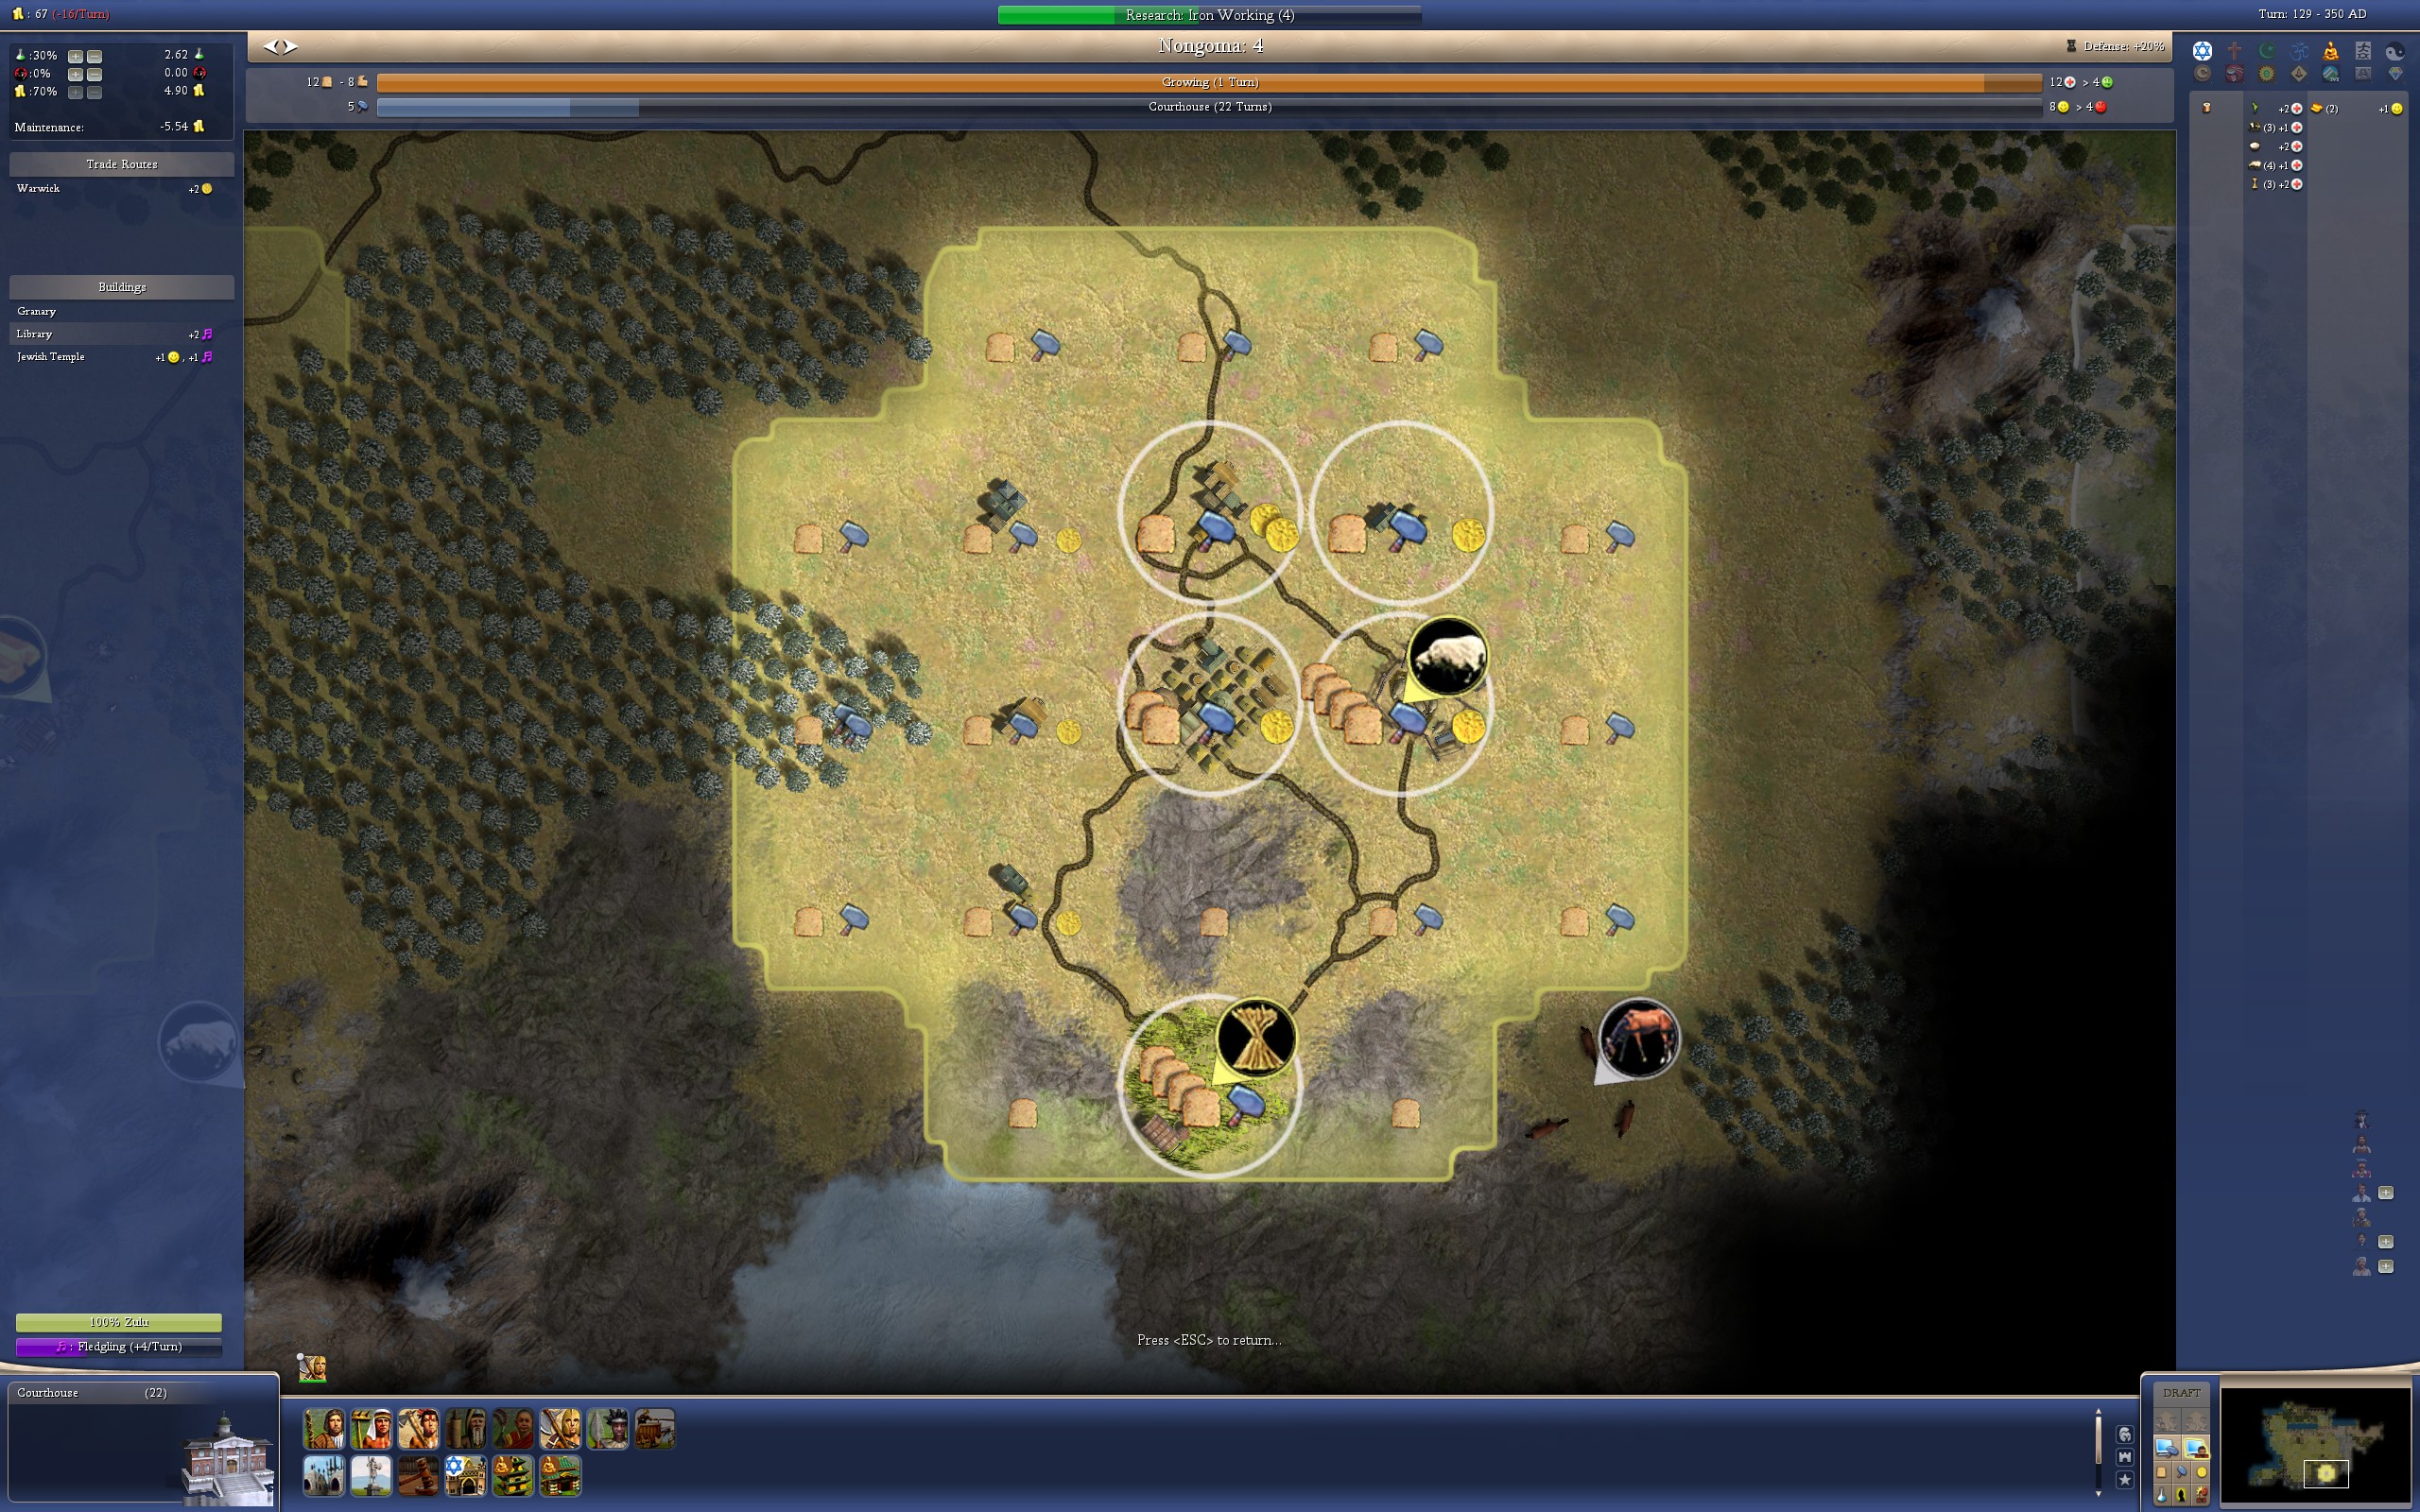 : 67 (-16/Turn)
Research: Iron Working (4)
Turn: 129 - 350 AD
Nongoma: 4
Defense: +20%
:30% 2.62
:0% 0.00
:70% 4.90
Maintenance: -5.54
12 - 8
Growing (1 Turn)
12 > 4
5
Courthouse (22 Turns)
8 > 4
Trade Routes
Warwick +2
Buildings
Granary
Library +2
Jewish Temple +1 , +1
+2
(3) +1
+2
(4) +1
(3) +2
(2) +1
Press <ESC> to return...
100% Zulu
: Fledgling (+4/Turn)
Courthouse (22)
DRAFT